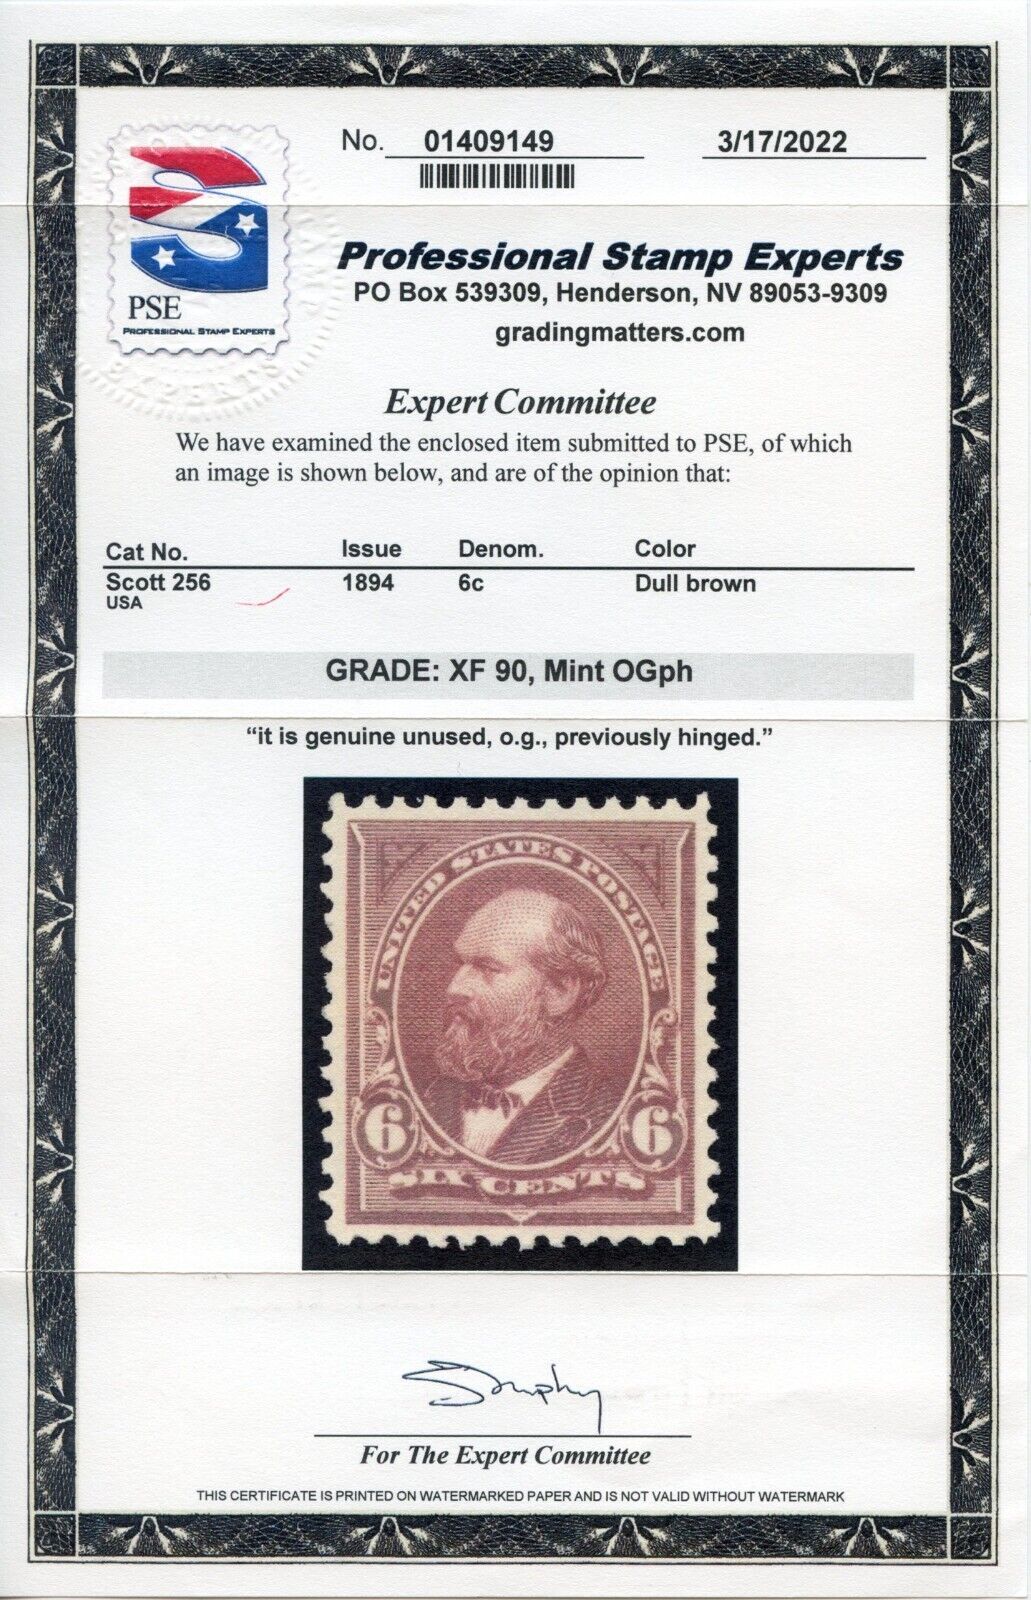 No. 01409149 3/17/2022
PSE
PROFESSIONAL STAMP EXPERTS
EXPERTS
Professional Stamp Experts
PO Box 539309, Henderson, NV 89053-9309
gradingmatters.com
Expert Committee
We have examined the enclosed item submitted to PSE, of which
an image is shown below, and are of the opinion that:
Cat No. Issue Denom. Color
Scott 256 1894 6c Dull brown
USA
GRADE: XF 90, Mint OGph
“it is genuine unused, o.g., previously hinged.”
UNITED STATES POSTAGE
6 6
SIX CENTS
For The Expert Committee
THIS CERTIFICATE IS PRINTED ON WATERMARKED PAPER AND IS NOT VALID WITHOUT WATERMARK